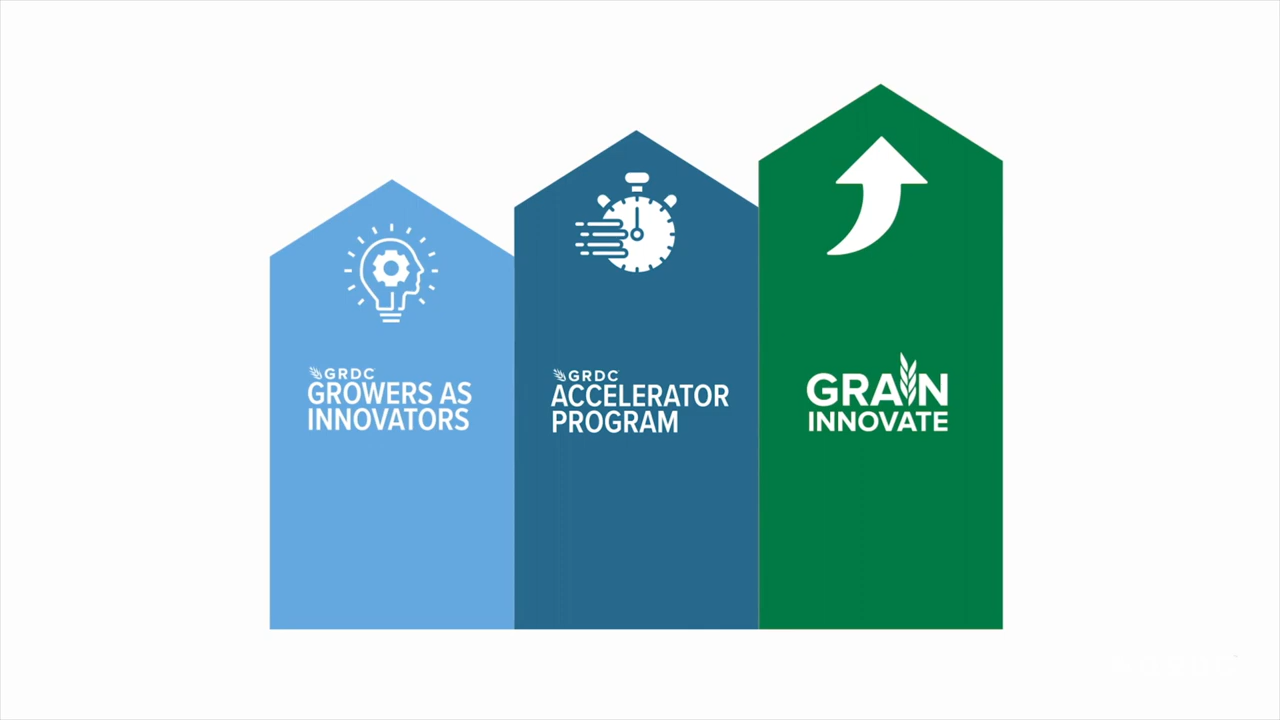 GRDC
GROWERS AS
INNOVATORS
GRDC
ACCELERATOR
PROGRAM
GRAIN
INNOVATE